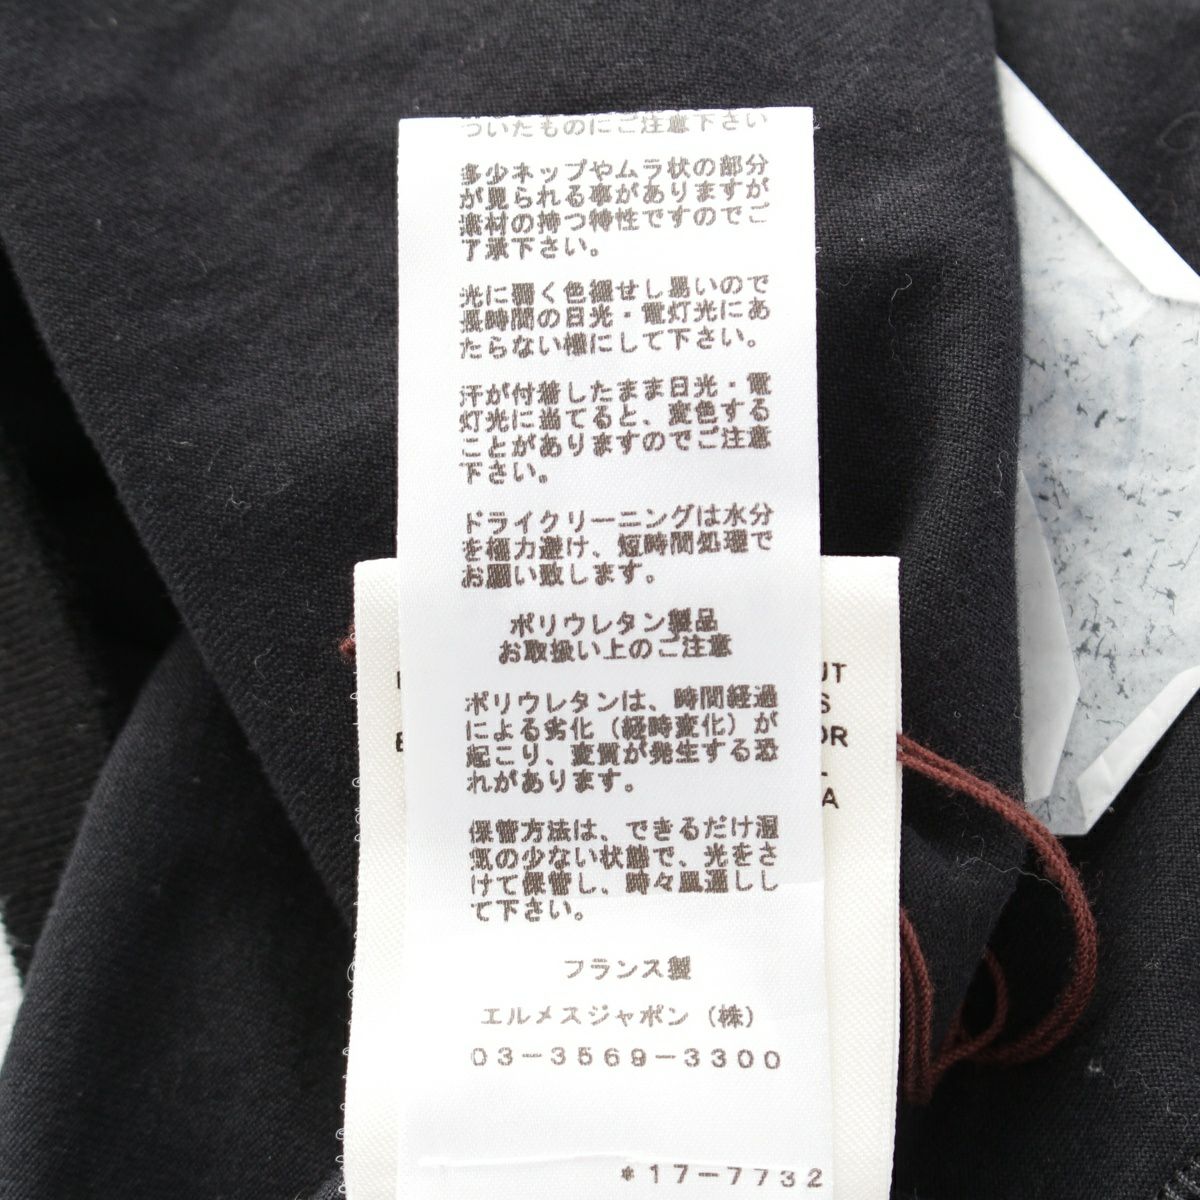 ついたものにご注意下さい
多少ネップやムラ状の部分
が見られる事がありますが
素材の持つ特性ですのでご
了承下さい。
光に弱く色褪せし易いので
長時間の日光・電灯光にあ
たらない様にして下さい。
汗が付着したまま日光・電
灯光に当てると、変色する
ことがありますのでご注意
下さい。
ドライクリーニングは水分
を極力避け、短時間処理で
お願い致します。
ポリウレタン製品
お取扱い上のご注意
ポリウレタンは、時間経過
による劣化（経時変化）が
起こり、変質が発生する恐
れがあります。
保管方法は、できるだけ湿
気の少ない状態で、光をさ
けて保管し、時々風通しし
て下さい。
フランス製
エルメスジャポン（株）
03-3569-3300
*17-7732
UT
S
OR
A